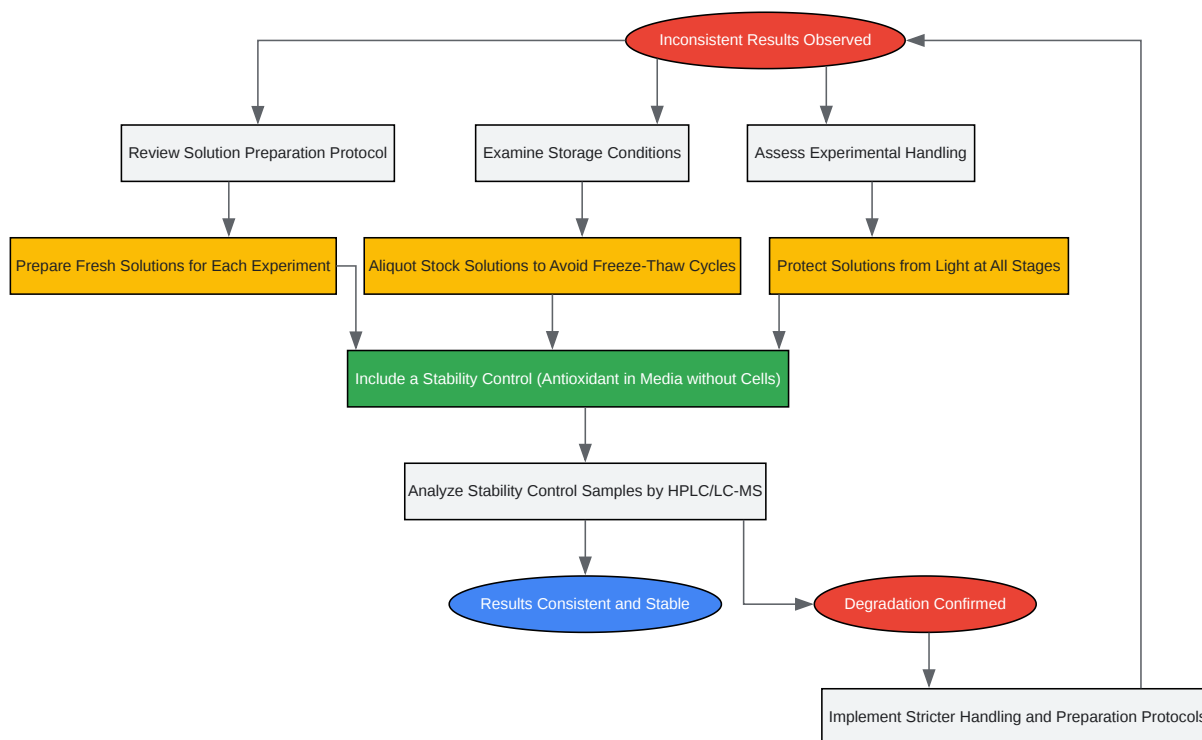 Inconsistent Results Observed
Review Solution Preparation Protocol
Examine Storage Conditions
Assess Experimental Handling
Prepare Fresh Solutions for Each Experiment
Aliquot Stock Solutions to Avoid Freeze-Thaw Cycles
Protect Solutions from Light at All Stages
Include a Stability Control (Antioxidant in Media without Cells)
Analyze Stability Control Samples by HPLC/LC-MS
Results Consistent and Stable
Degradation Confirmed
Implement Stricter Handling and Preparation Protocols